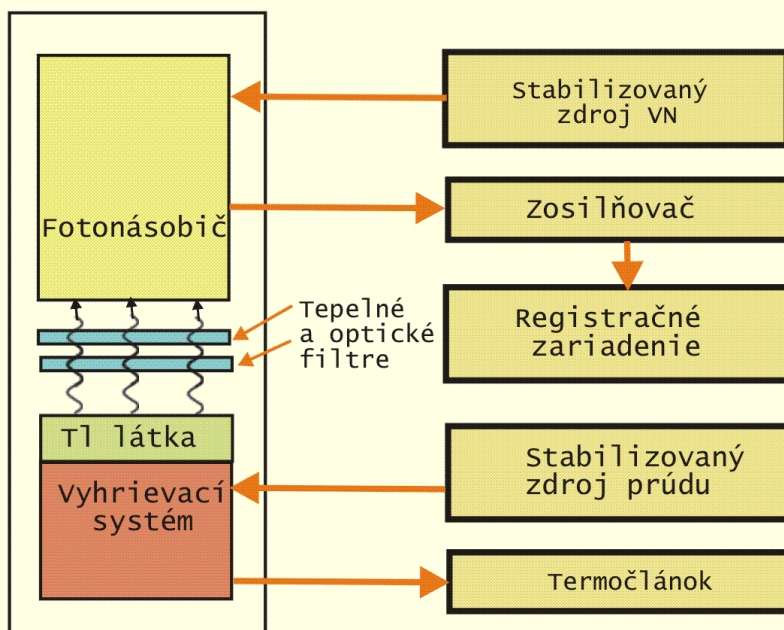 Stabilizovaný
zdroj VN
Fotonásobič
Zosilňovač
Tepelné
a optické
filtre
Registračné
zariadenie
Tl látka
Vyhrievací
systém
Stabilizovaný
zdroj prúdu
Termočlánok